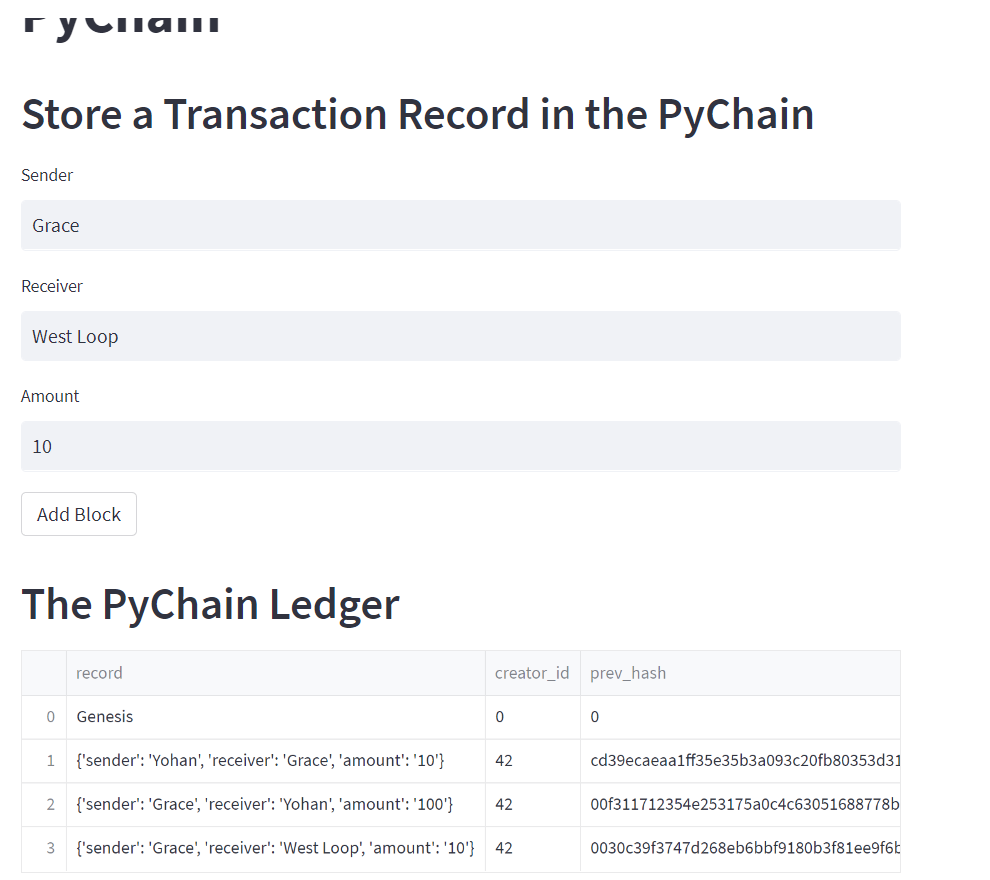 PyChain
Store a Transaction Record in the PyChain
Sender
Grace
Receiver
West Loop
Amount
10
Add Block
The PyChain Ledger
record creator_id prev_hash
0 Genesis 0 0
1 {'sender': 'Yohan', 'receiver': 'Grace', 'amount': '10'} 42 cd39ecaeaa1ff35e35b3a093c20fb80353d31
2 {'sender': 'Grace', 'receiver': 'Yohan', 'amount': '100'} 42 00f311712354e253175a0c4c63051688778b
3 {'sender': 'Grace', 'receiver': 'West Loop', 'amount': '10'} 42 0030c39f3747d268eb6bbf9180b3f81ee9f6b